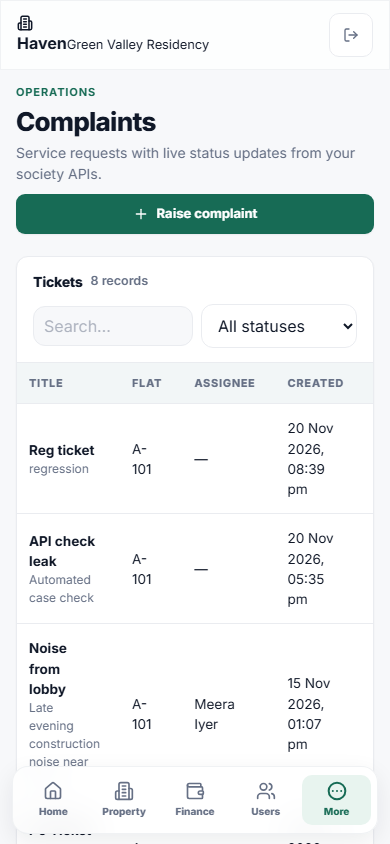 HavenGreen Valley Residency
OPERATIONS
Complaints
Service requests with live status updates from your
society APIs.
Raise complaint
Tickets 8 records
Search... All statuses
TITLE FLAT ASSIGNEE CREATED
Reg ticket
regression
A-
101
—
20 Nov
2026,
08:39
pm
API check
leak
Automated
case check
A-
101
—
20 Nov
2026,
05:35
pm
Noise
from
lobby
Late
evening
construction
noise near
A-
101
Meera
Iyer
15 Nov
2026,
01:07
pm
Home Property Finance Users More